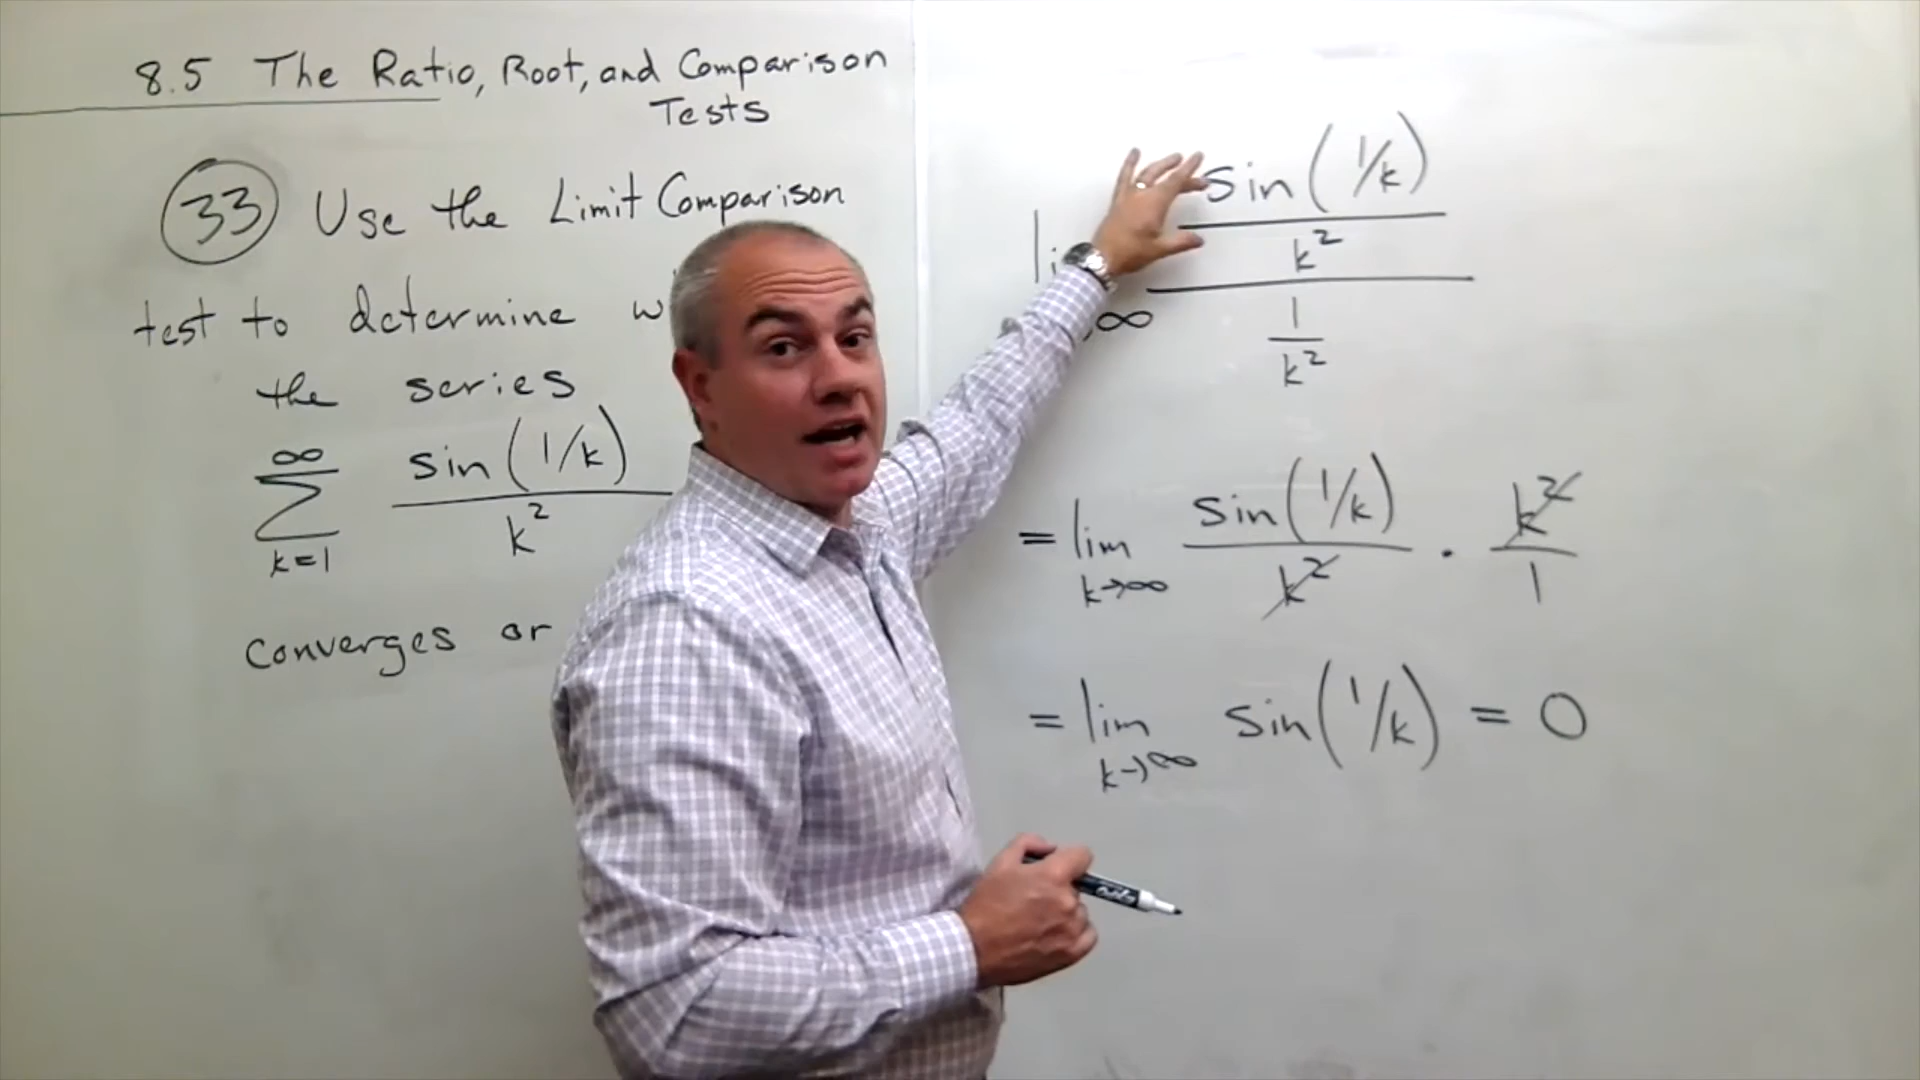 8.5 The Ratio, Root, and Comparison
Tests
33 Use the Limit Comparison
test to determine
the series
∞
Σ sin(1/k)
k=1 k²
converges or
sin(1/k)
k²
∞ 1
k²
= lim sin(1/k) · k²
k→∞ k² 1
= lim sin(1/k) = 0
k→∞